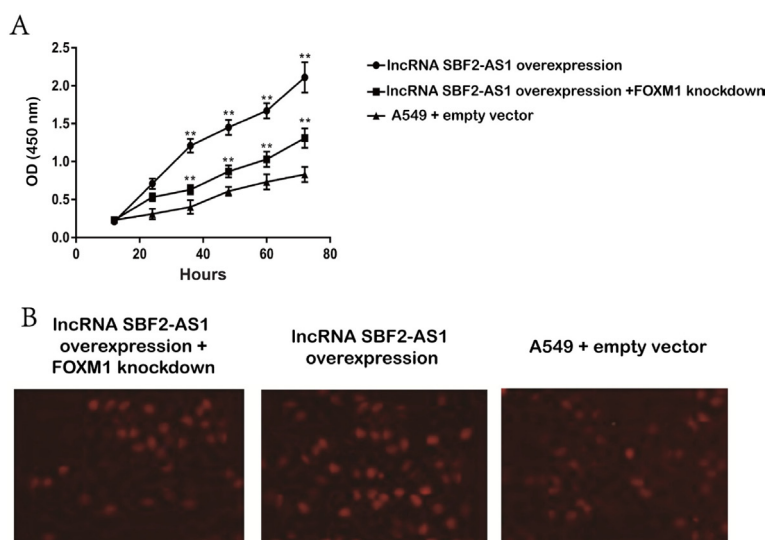 A
2.5
2.0
1.5
1.0
0.5
0.0
OD (450 nm)
0 20 40 60 80
Hours
** ** ** **
** ** ** **
lncRNA SBF2-AS1 overexpression
lncRNA SBF2-AS1 overexpression +FOXM1 knockdown
A549 + empty vector
B
lncRNA SBF2-AS1
overexpression +
FOXM1 knockdown
lncRNA SBF2-AS1
overexpression
A549 + empty vector